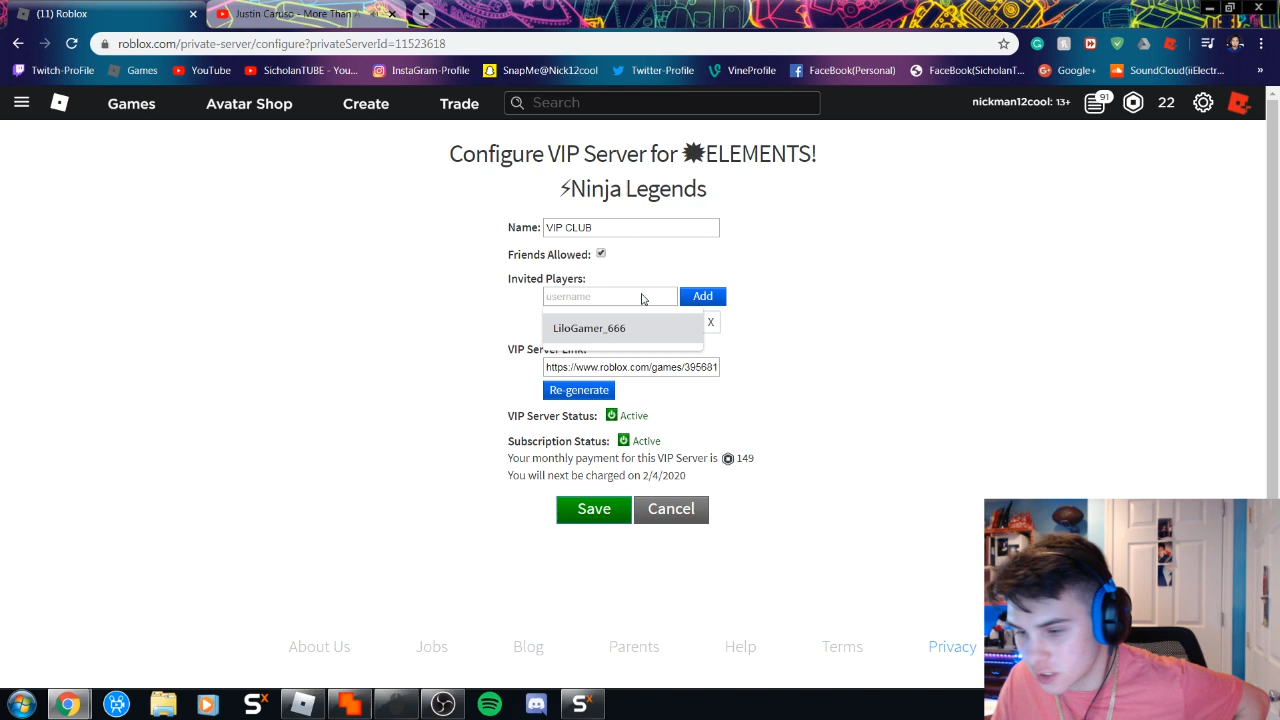 (11) Roblox
Justin Caruso - More Than
roblox.com/private-server/configure?privateServerId=11523618
Twitch-ProFile Games YouTube SicholanTUBE - You... InstaGram-Profile SnapMe@Nick12cool Twitter-Profile VineProfile FaceBook(Personal) FaceBook(SicholanT... Google+ SoundCloud(iiElectr... »
Games Avatar Shop Create Trade Search nickman12cool: 13+ 91 22
Configure VIP Server for ✹ELEMENTS!
⚡Ninja Legends
Name: VIP CLUB
Friends Allowed:
Invited Players:
username Add
LiloGamer_666 X
VIP Server Link:
https://www.roblox.com/games/395681
Re-generate
VIP Server Status: Active
Subscription Status: Active
Your monthly payment for this VIP Server is 149
You will next be charged on 2/4/2020
Save Cancel
About Us Jobs Blog Parents Help Terms Privacy